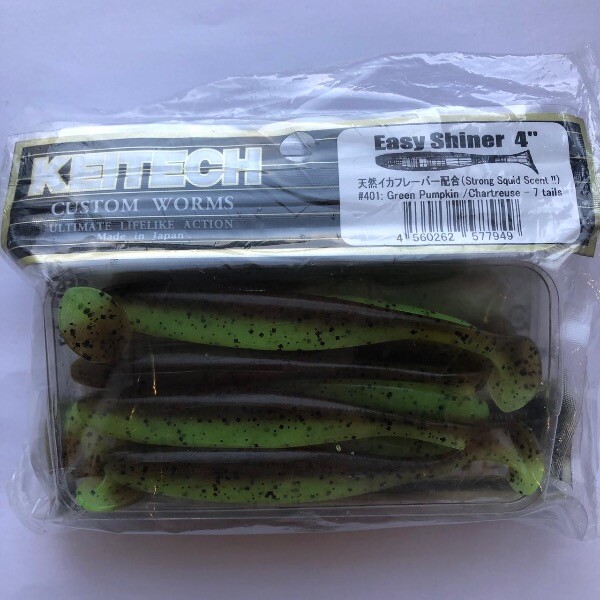 KEITECH
CUSTOM WORMS
ULTIMATE LIFELIKE ACTION
Made in Japan
Easy Shiner 4"
天然イカフレーバー配合(Strong Squid Scent !!)
#401: Green Pumpkin /Chartreuse - 7 tails
4 560262 577949